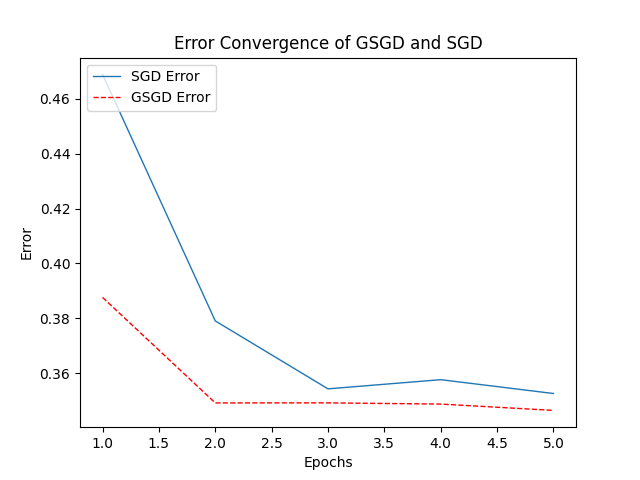 Error Convergence of GSGD and SGD
SGD Error
GSGD Error
0.46
0.44
0.42
0.40
0.38
0.36
Error
1.0 1.5 2.0 2.5 3.0 3.5 4.0 4.5 5.0
Epochs